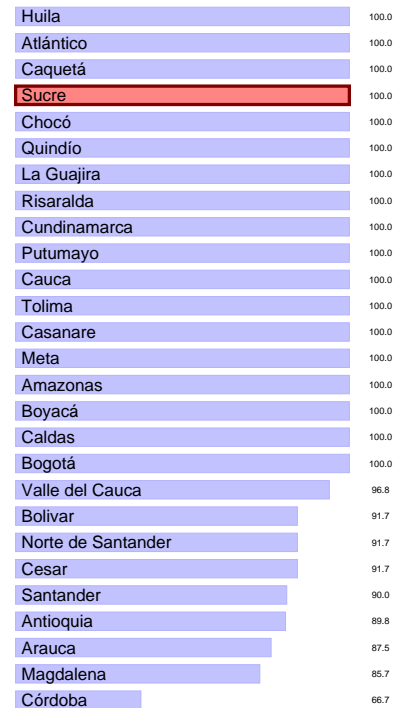 Huila 100.0
Atlántico 100.0
Caquetá 100.0
Sucre 100.0
Chocó 100.0
Quindío 100.0
La Guajira 100.0
Risaralda 100.0
Cundinamarca 100.0
Putumayo 100.0
Cauca 100.0
Tolima 100.0
Casanare 100.0
Meta 100.0
Amazonas 100.0
Boyacá 100.0
Caldas 100.0
Bogotá 100.0
Valle del Cauca 96.8
Bolivar 91.7
Norte de Santander 91.7
Cesar 91.7
Santander 90.0
Antioquia 89.8
Arauca 87.5
Magdalena 85.7
Córdoba 66.7